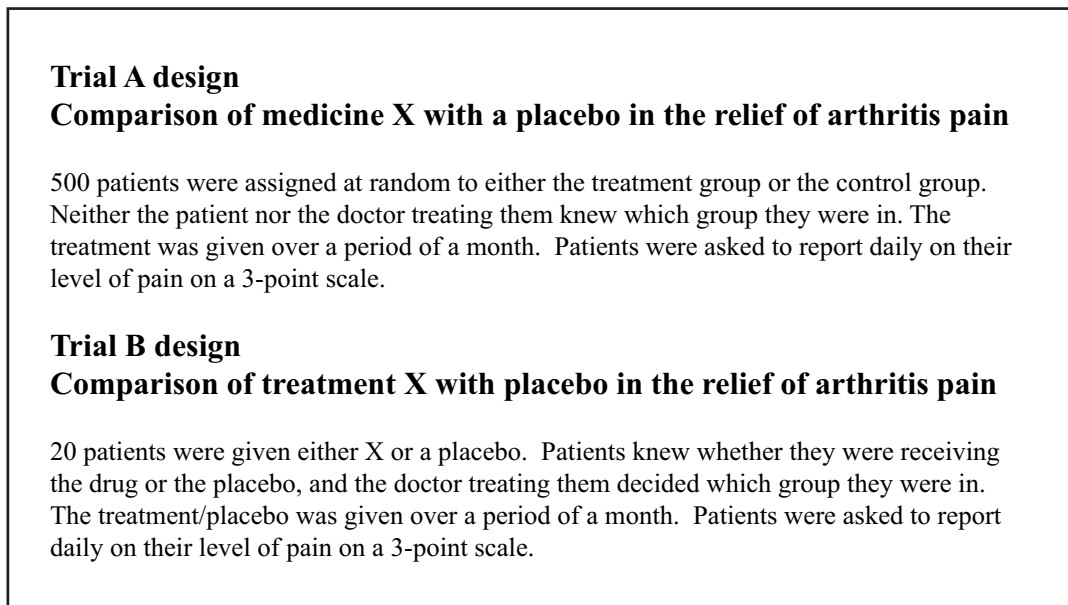 Trial A design
Comparison of medicine X with a placebo in the relief of arthritis pain
500 patients were assigned at random to either the treatment group or the control group.
Neither the patient nor the doctor treating them knew which group they were in. The
treatment was given over a period of a month.  Patients were asked to report daily on their
level of pain on a 3-point scale.
Trial B design
Comparison of treatment X with placebo in the relief of arthritis pain
20 patients were given either X or a placebo.  Patients knew whether they were receiving
the drug or the placebo, and the doctor treating them decided which group they were in.
The treatment/placebo was given over a period of a month.  Patients were asked to report
daily on their level of pain on a 3-point scale.